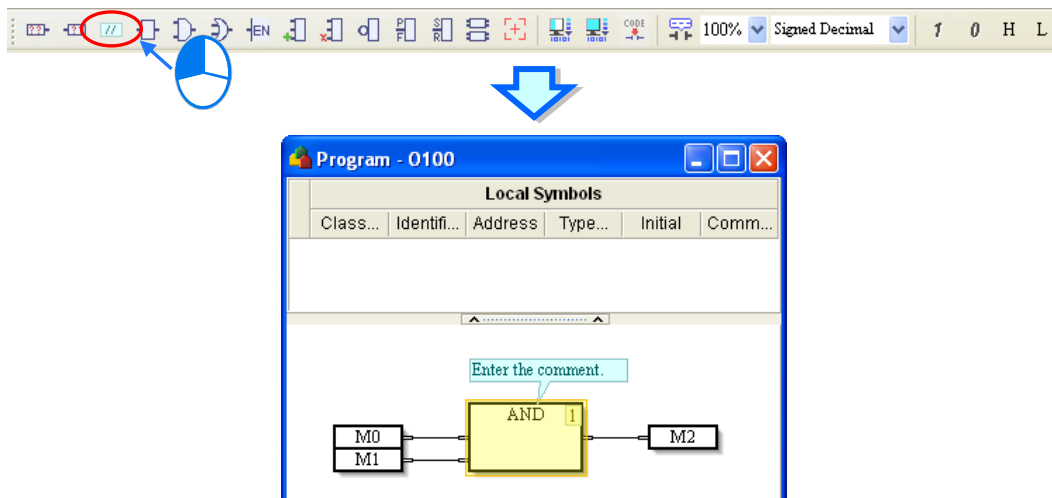 ?? ?? // EN P F S R CODE 100% Signed Decimal 1 0 H L
Program - O100
Local Symbols
Class... Identifi... Address Type... Initial Comm...
Enter the comment.
AND 1
M0 M2
M1